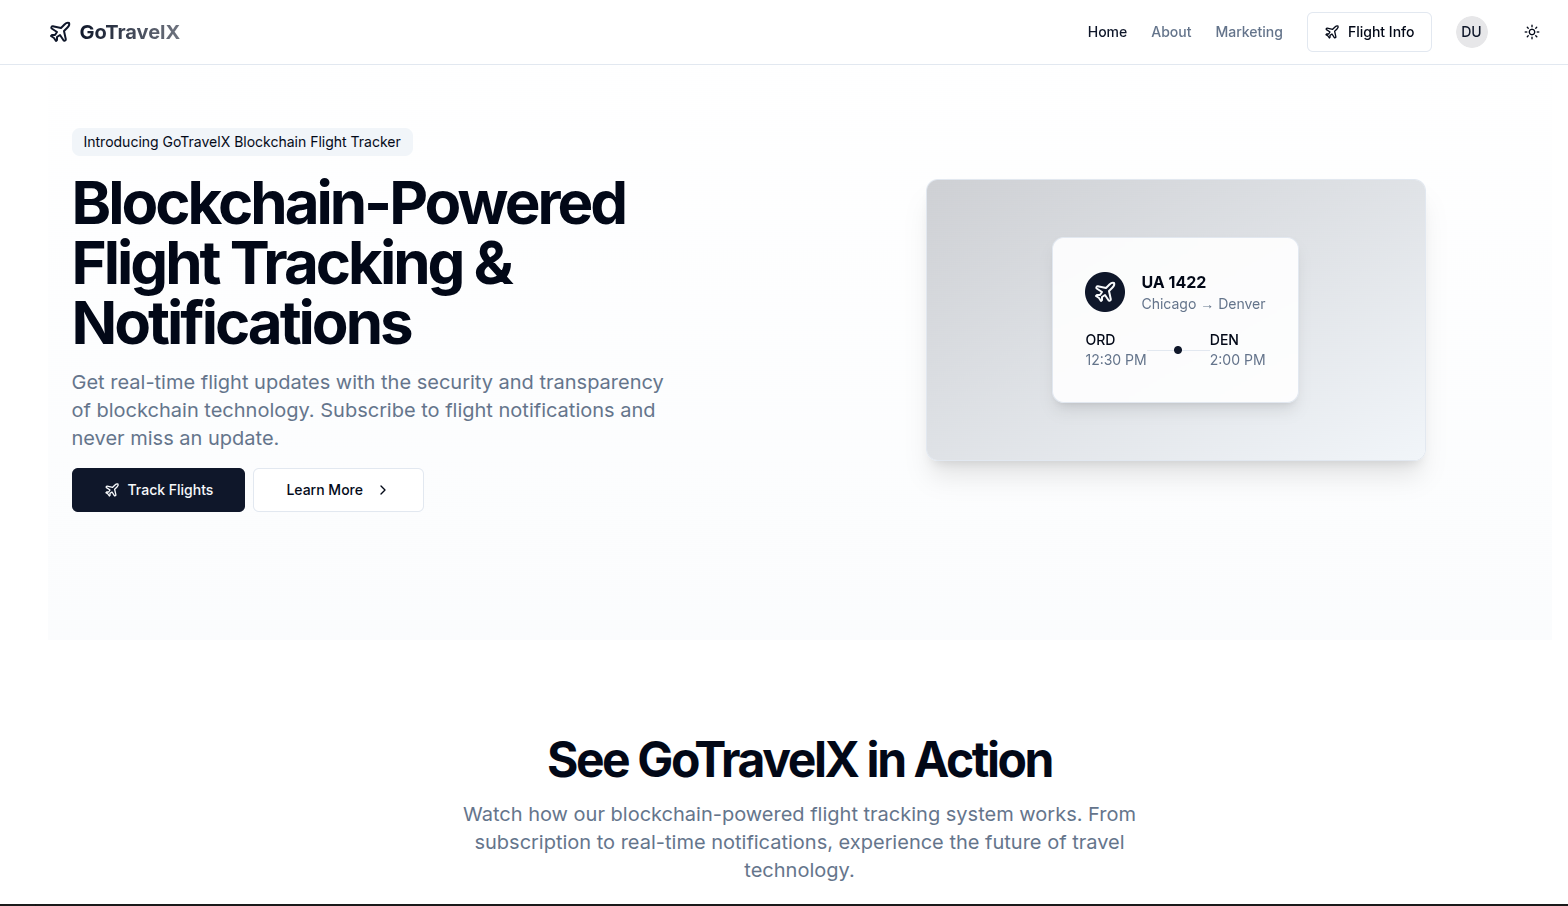 GoTravelX
Home
About
Marketing
Flight Info
DU
Introducing GoTravelX Blockchain Flight Tracker
Blockchain-Powered
Flight Tracking &
Notifications
Get real-time flight updates with the security and transparency
of blockchain technology. Subscribe to flight notifications and
never miss an update.
Track Flights
Learn More
UA 1422
Chicago → Denver
ORD
DEN
12:30 PM
2:00 PM
See GoTravelX in Action
Watch how our blockchain-powered flight tracking system works. From
subscription to real-time notifications, experience the future of travel
technology.